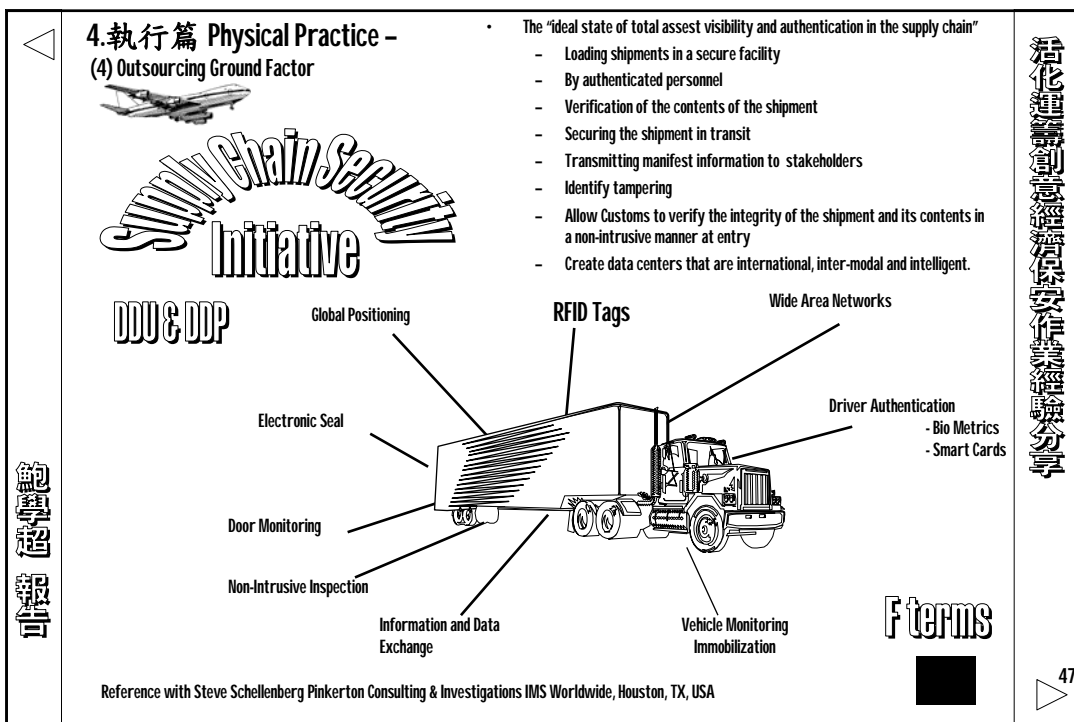 4.執行篇 Physical Practice –
(4) Outsourcing Ground Factor
Supply Chain Security
Initiative
DDU & DDP
• The “ideal state of total assest visibility and authentication in the supply chain”
– Loading shipments in a secure facility
– By authenticated personnel
– Verification of the contents of the shipment
– Securing the shipment in transit
– Transmitting manifest information to stakeholders
– Identify tampering
– Allow Customs to verify the integrity of the shipment and its contents in
a non-intrusive manner at entry
– Create data centers that are international, inter-modal and intelligent.
Global Positioning
RFID Tags
Wide Area Networks
Electronic Seal
Driver Authentication
- Bio Metrics
- Smart Cards
Door Monitoring
Non-Intrusive Inspection
Information and Data
Exchange
Vehicle Monitoring
Immobilization
F terms
Reference with Steve Schellenberg Pinkerton Consulting & Investigations IMS Worldwide, Houston, TX, USA
鮑學超 報告
活化運籌創意經濟保安作業經驗分享
47